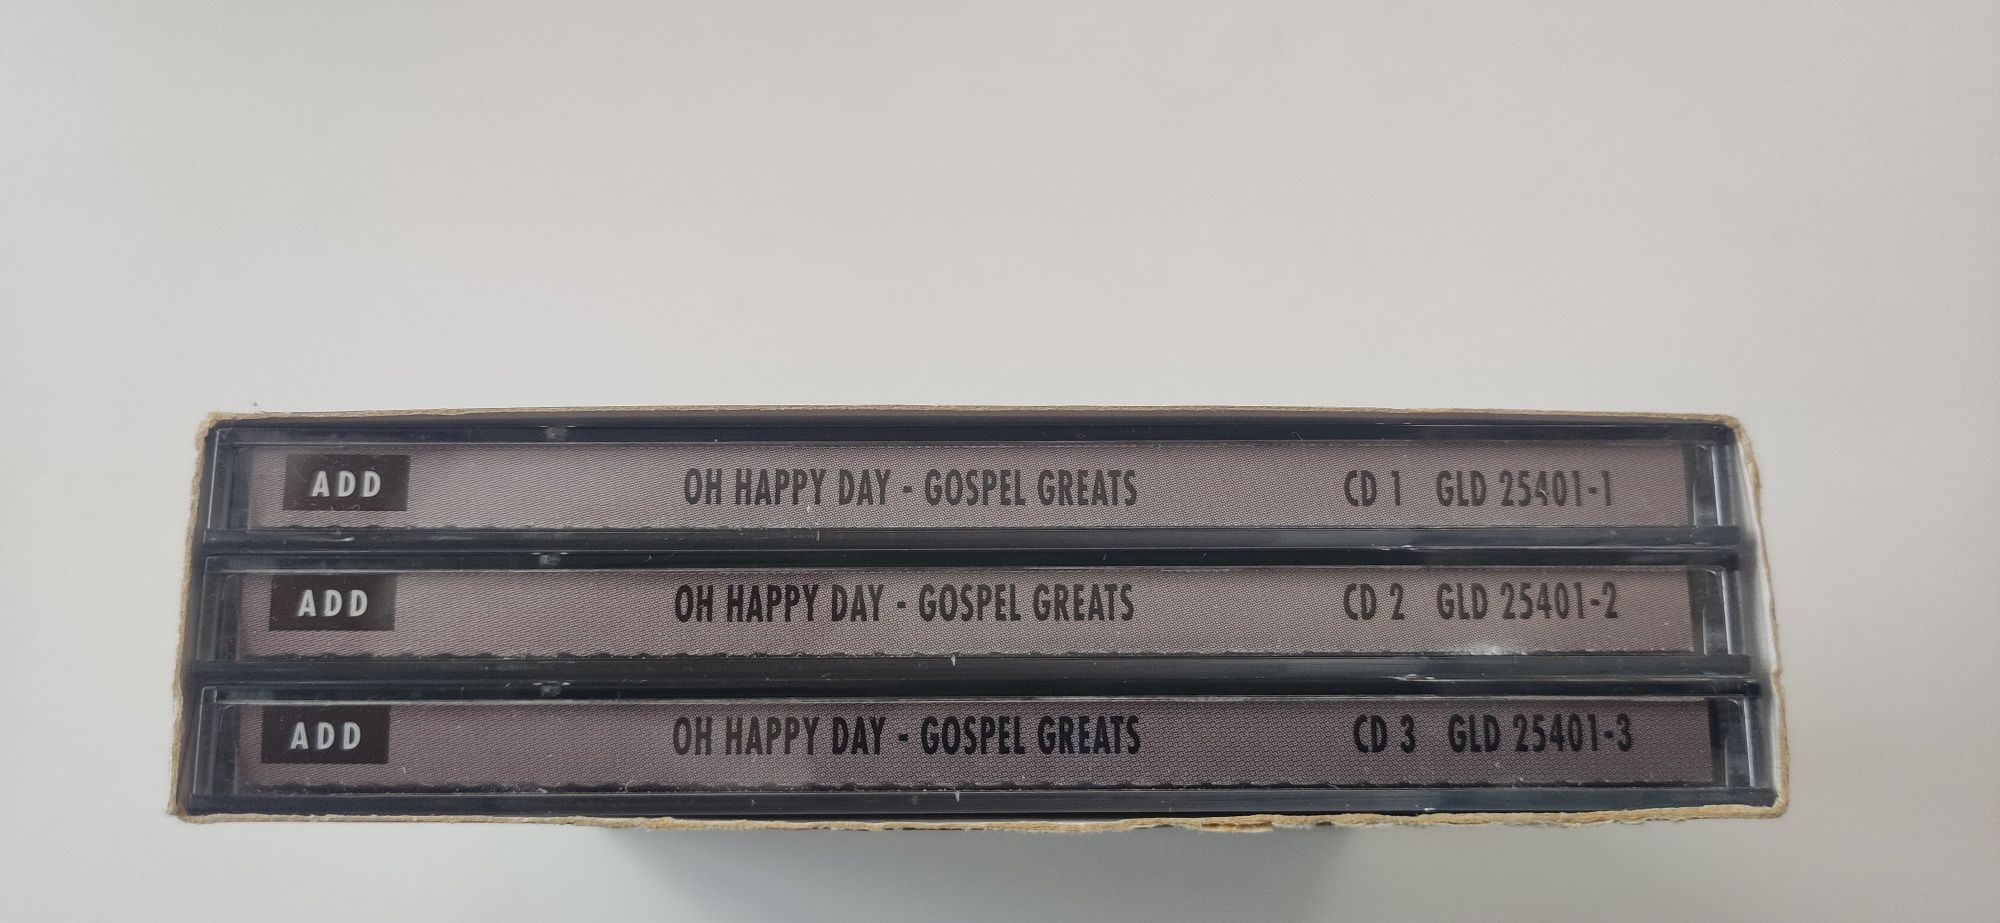 ADD OH HAPPY DAY - GOSPEL GREATS CD 1 GLD 25401-1
ADD OH HAPPY DAY - GOSPEL GREATS CD 2 GLD 25401-2
ADD OH HAPPY DAY - GOSPEL GREATS CD 3 GLD 25401-3